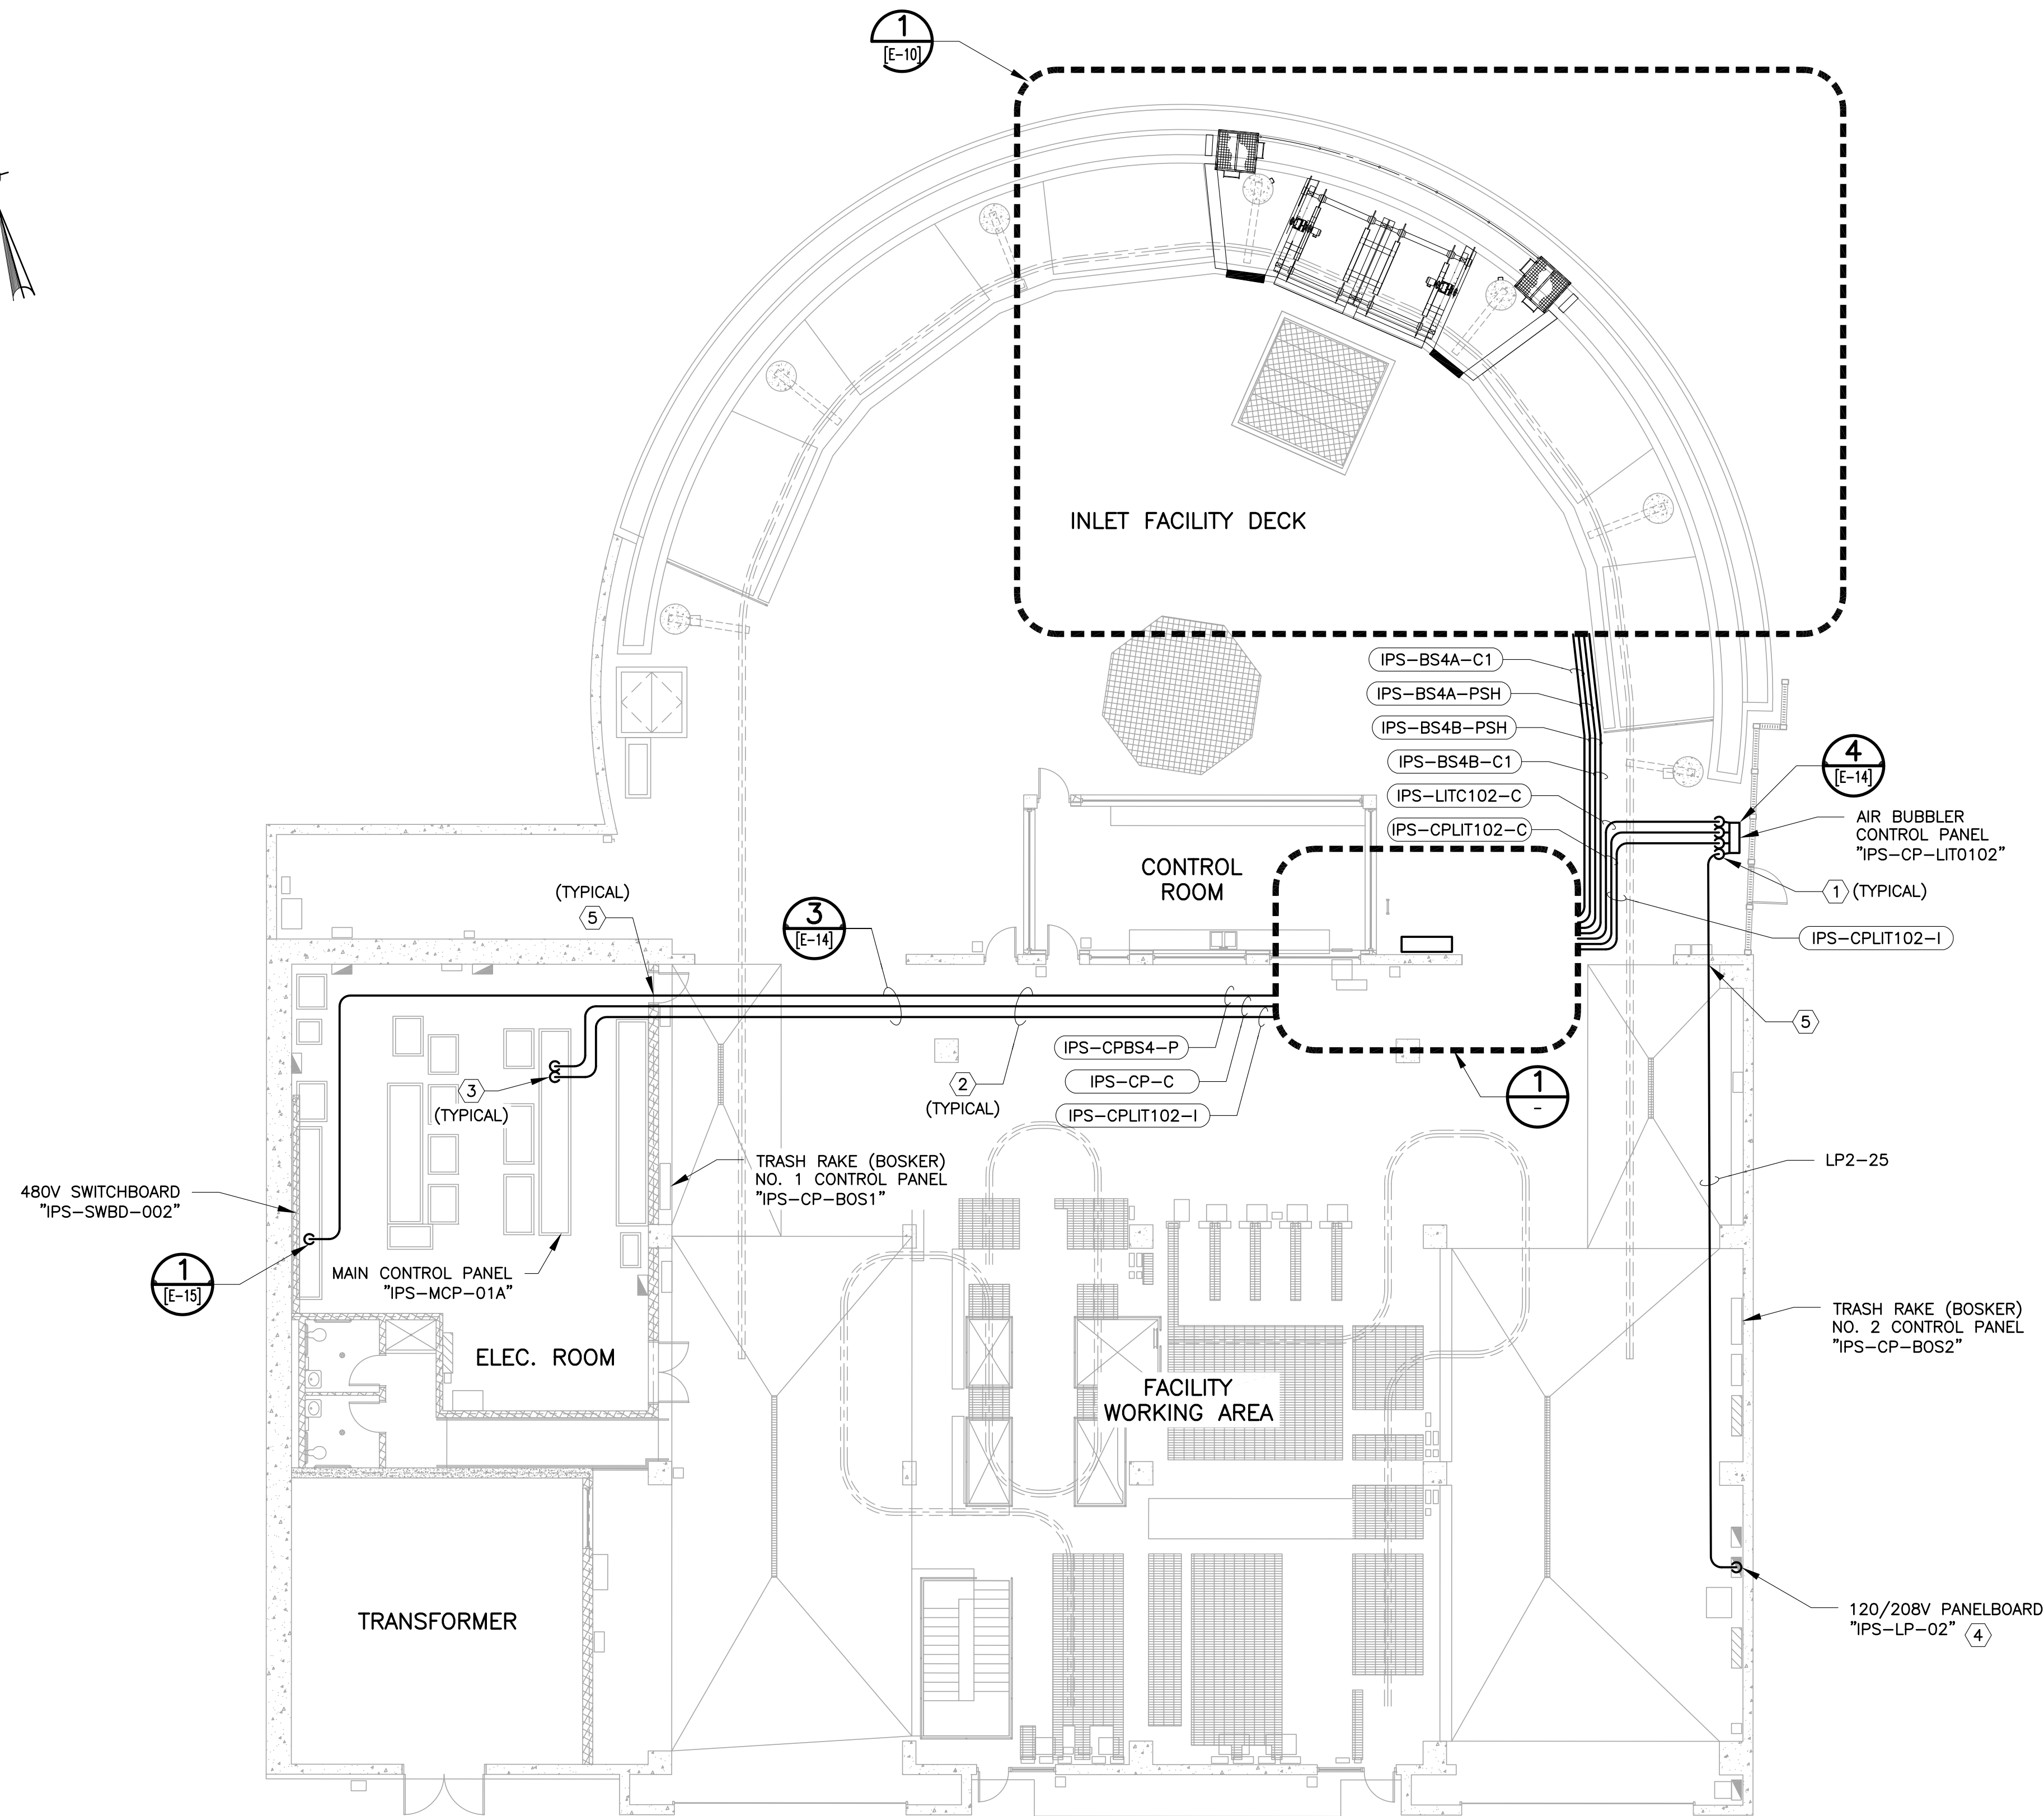 1
[E-10]
INLET FACILITY DECK
IPS-BS4A-C1
IPS-BS4A-PSH
IPS-BS4B-PSH
IPS-BS4B-C1
IPS-LITC102-C
IPS-CPLIT102-C
4
[E-14]
AIR BUBBLER
CONTROL PANEL
"IPS-CP-LIT0102"
1 (TYPICAL)
IPS-CPLIT102-I
CONTROL
ROOM
(TYPICAL)
5
3
[E-14]
5
IPS-CPBS4-P
IPS-CP-C
IPS-CPLIT102-I
2
(TYPICAL)
3
(TYPICAL)
1
-
TRASH RAKE (BOSKER)
NO. 1 CONTROL PANEL
"IPS-CP-BOS1"
LP2-25
480V SWITCHBOARD
"IPS-SWBD-002"
1
[E-15]
MAIN CONTROL PANEL
"IPS-MCP-01A"
ELEC. ROOM
TRASH RAKE (BOSKER)
NO. 2 CONTROL PANEL
"IPS-CP-BOS2"
FACILITY
WORKING AREA
TRANSFORMER
120/208V PANELBOARD
"IPS-LP-02" 4